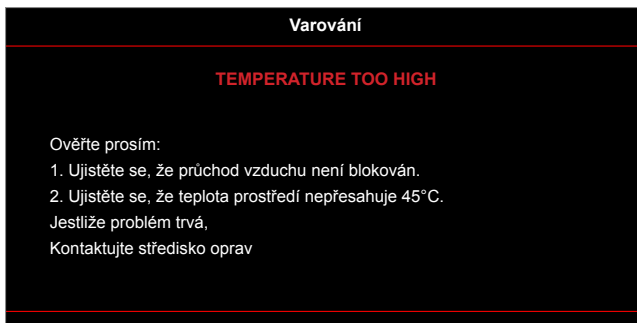 Varování
TEMPERATURE TOO HIGH
Ověřte prosím:
1. Ujistěte se, že průchod vzduchu není blokován.
2. Ujistěte se, že teplota prostředí nepřesahuje 45°C.
Jestliže problém trvá,
Kontaktujte středisko oprav